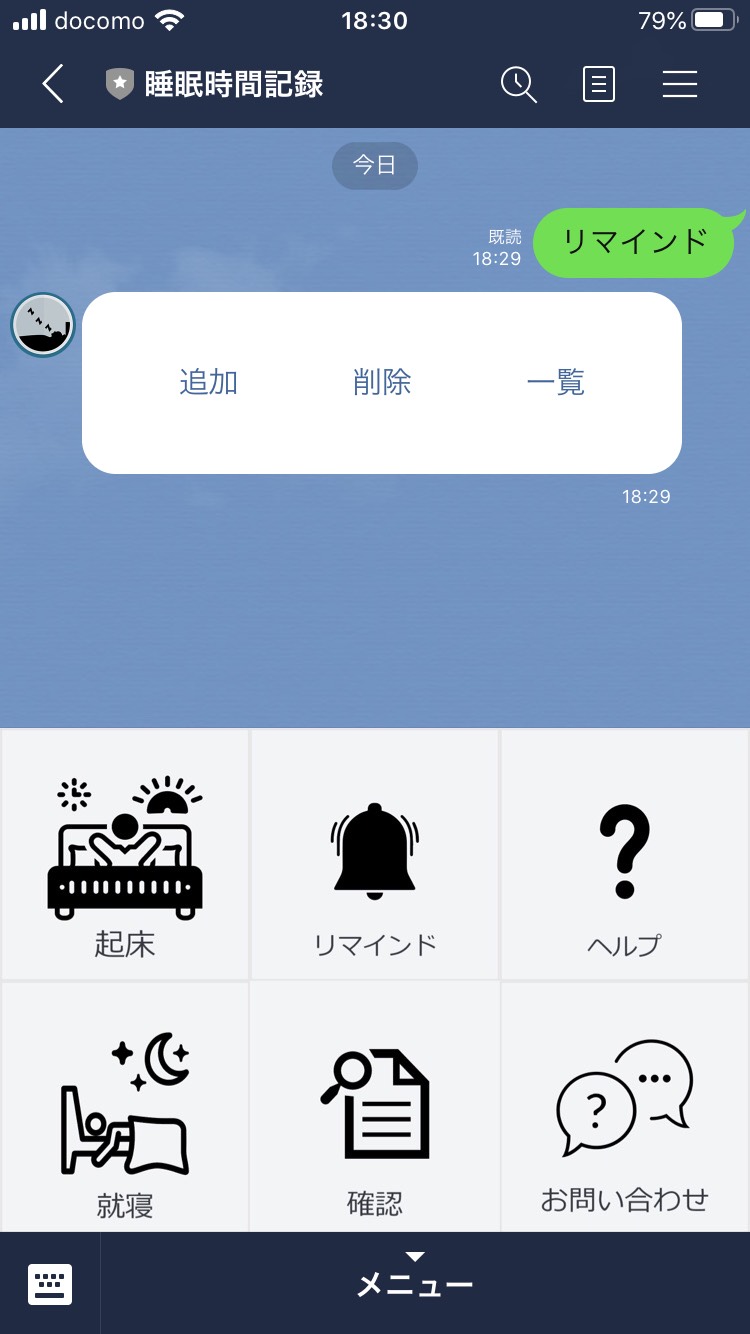 docomo 18:30 79%
睡眠時間記録
今日
既読
18:29
リマインド
追加 削除 一覧
18:29
起床 リマインド ヘルプ
就寝 確認 お問い合わせ
メニュー